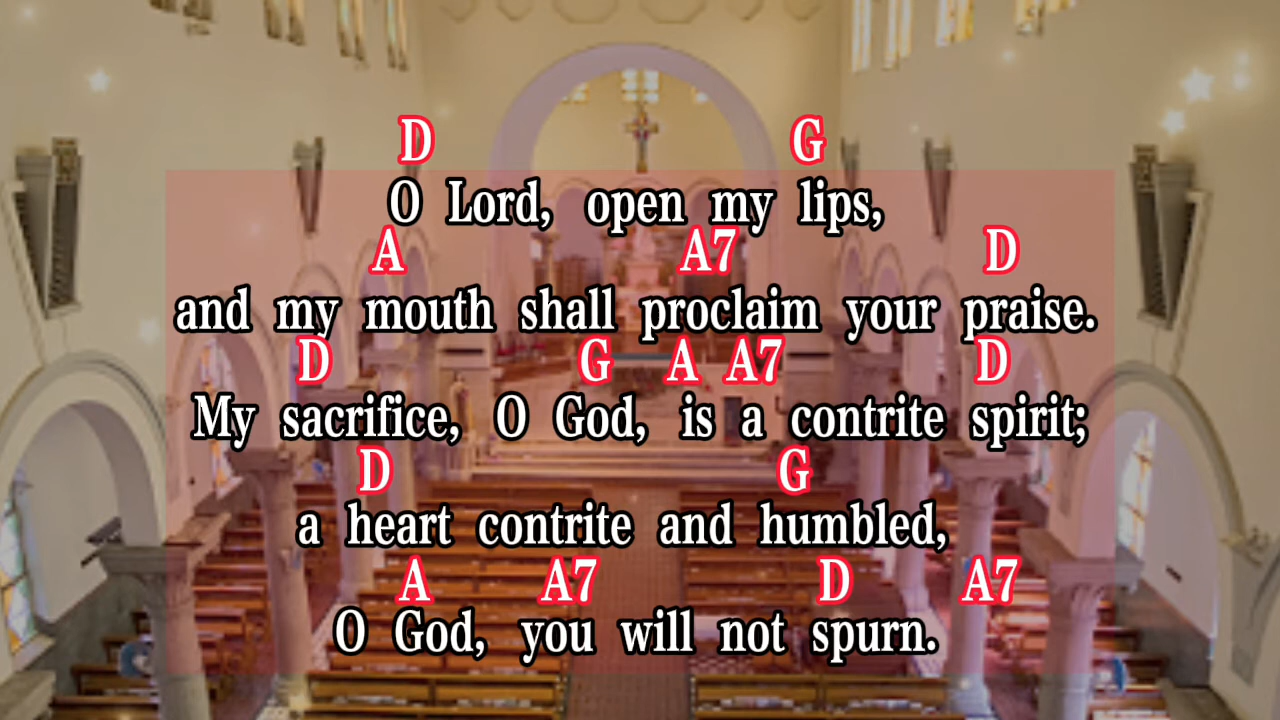 D G
O Lord, open my lips,
A A7 D
and my mouth shall proclaim your praise.
D G A A7 D
My sacrifice, O God, is a contrite spirit;
D G
a heart contrite and humbled,
A A7 D A7
O God, you will not spurn.